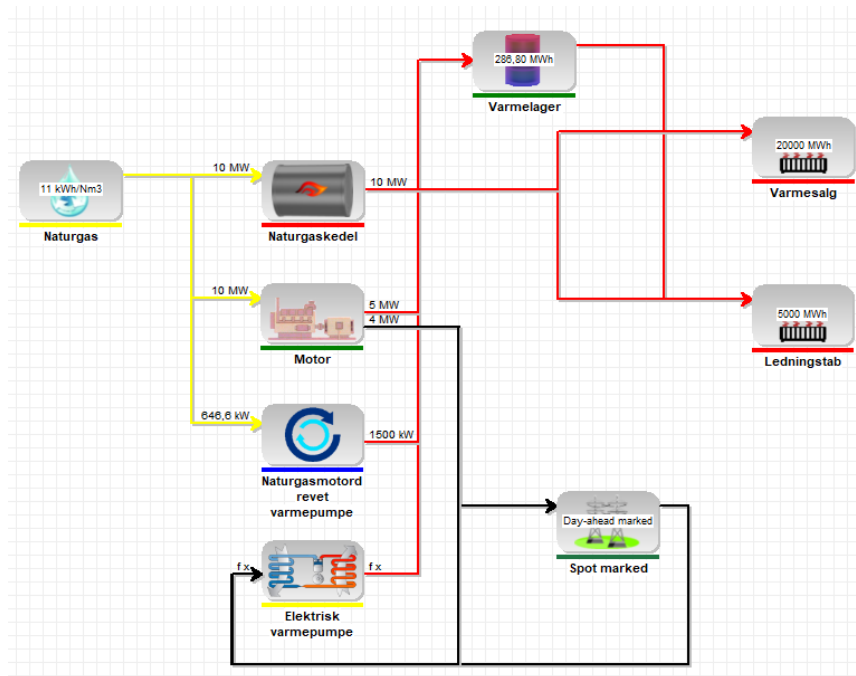 286,80 MWh
Varmelager
20000 MWh
Varmesalg
11 kWh/Nm3
Naturgas
10 MW
10 MW
Naturgaskedel
10 MW
5 MW
4 MW
Motor
5000 MWh
Ledningstab
646,6 kW
1500 kW
Naturgasmotord
revet
varmepumpe
Day-ahead marked
Spot marked
f x
f x
Elektrisk
varmepumpe